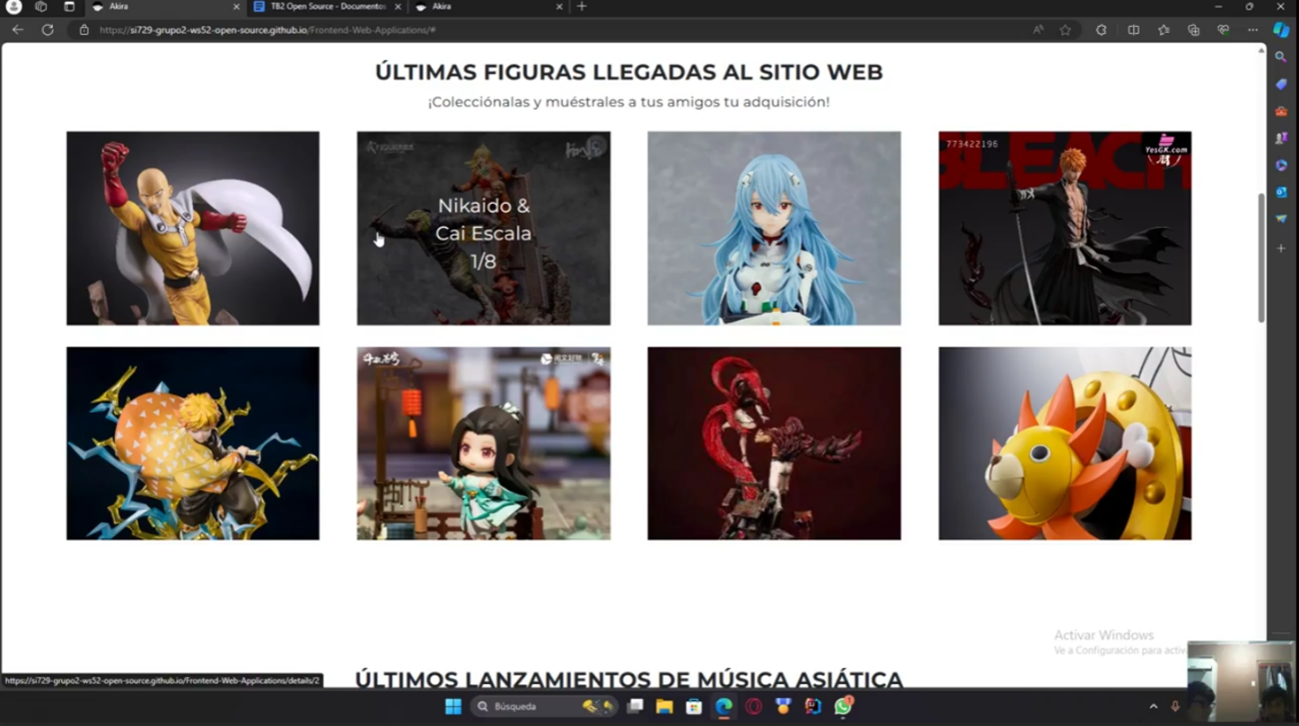 Akira
TB2 Open Source - Documentos
Akira
https://si729-grupo2-ws52-open-source.github.io/Frontend-Web-Applications/#
ÚLTIMAS FIGURAS LLEGADAS AL SITIO WEB
¡Colecciónalas y muéstrales a tus amigos tu adquisición!
Nikaido &
Cai Escala
1/8
773422196
YesGK.com
BLEACH
Activar Windows
Ve a Configuración para activ
https://si729-grupo2-ws52-open-source.github.io/Frontend-Web-Applications/details/2
ÚLTIMOS LANZAMIENTOS DE MÚSICA ASIÁTICA
Búsqueda